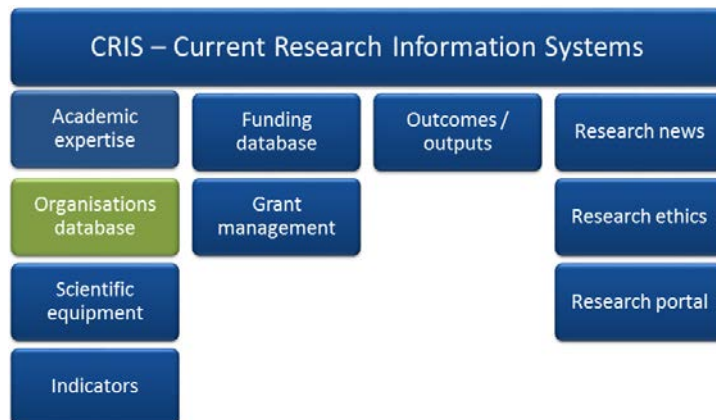 CRIS – Current Research Information Systems
Academic
expertise
Funding
database
Outcomes /
outputs
Research news
Organisations
database
Grant
management
Research ethics
Scientific
equipment
Research portal
Indicators